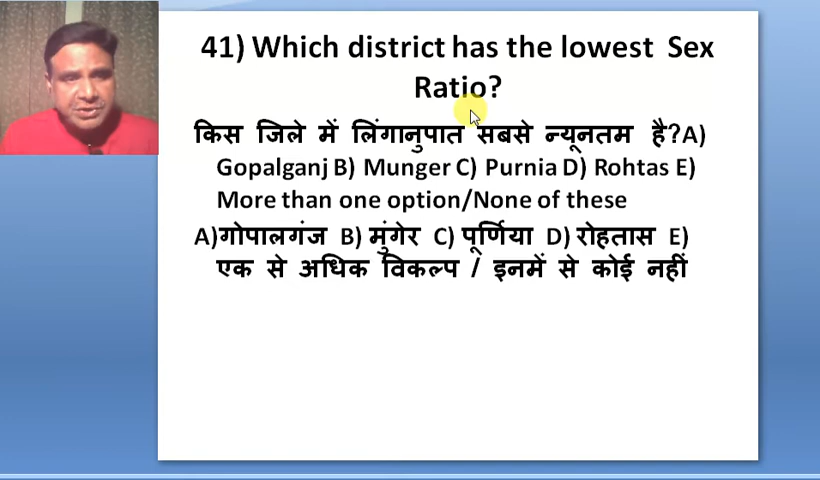 41) Which district has the lowest Sex
Ratio?
किस जिले में लिंगानुपात सबसे न्यूनतम है?A)
Gopalganj B) Munger C) Purnia D) Rohtas E)
More than one option/None of these
A)गोपालगंज B) मुंगेर C) पूर्णिया D) रोहतास E)
एक से अधिक विकल्प / इनमें से कोई नहीं